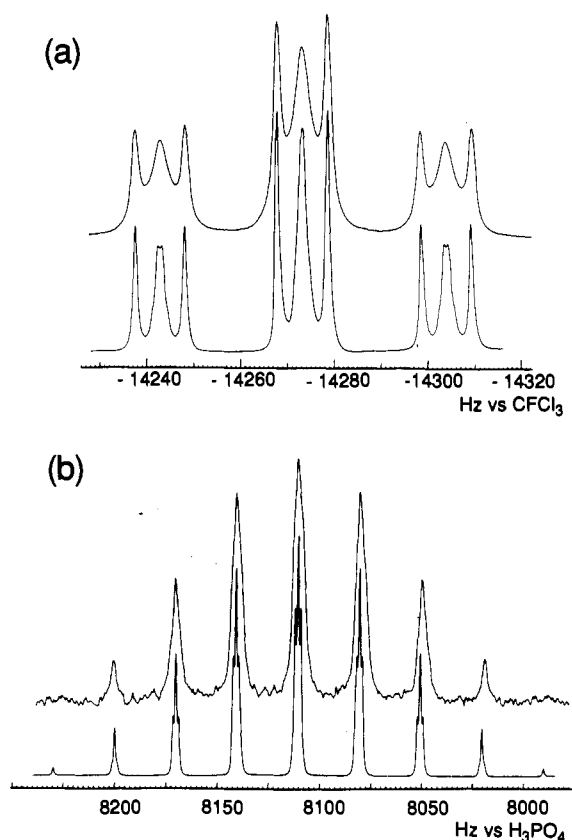 (a)
- 14240 - 14260 - 14280 -14300 - 14320
Hz vs CFCl₃
(b)
8200 8150 8100 8050 8000
Hz vs H₃PO₄